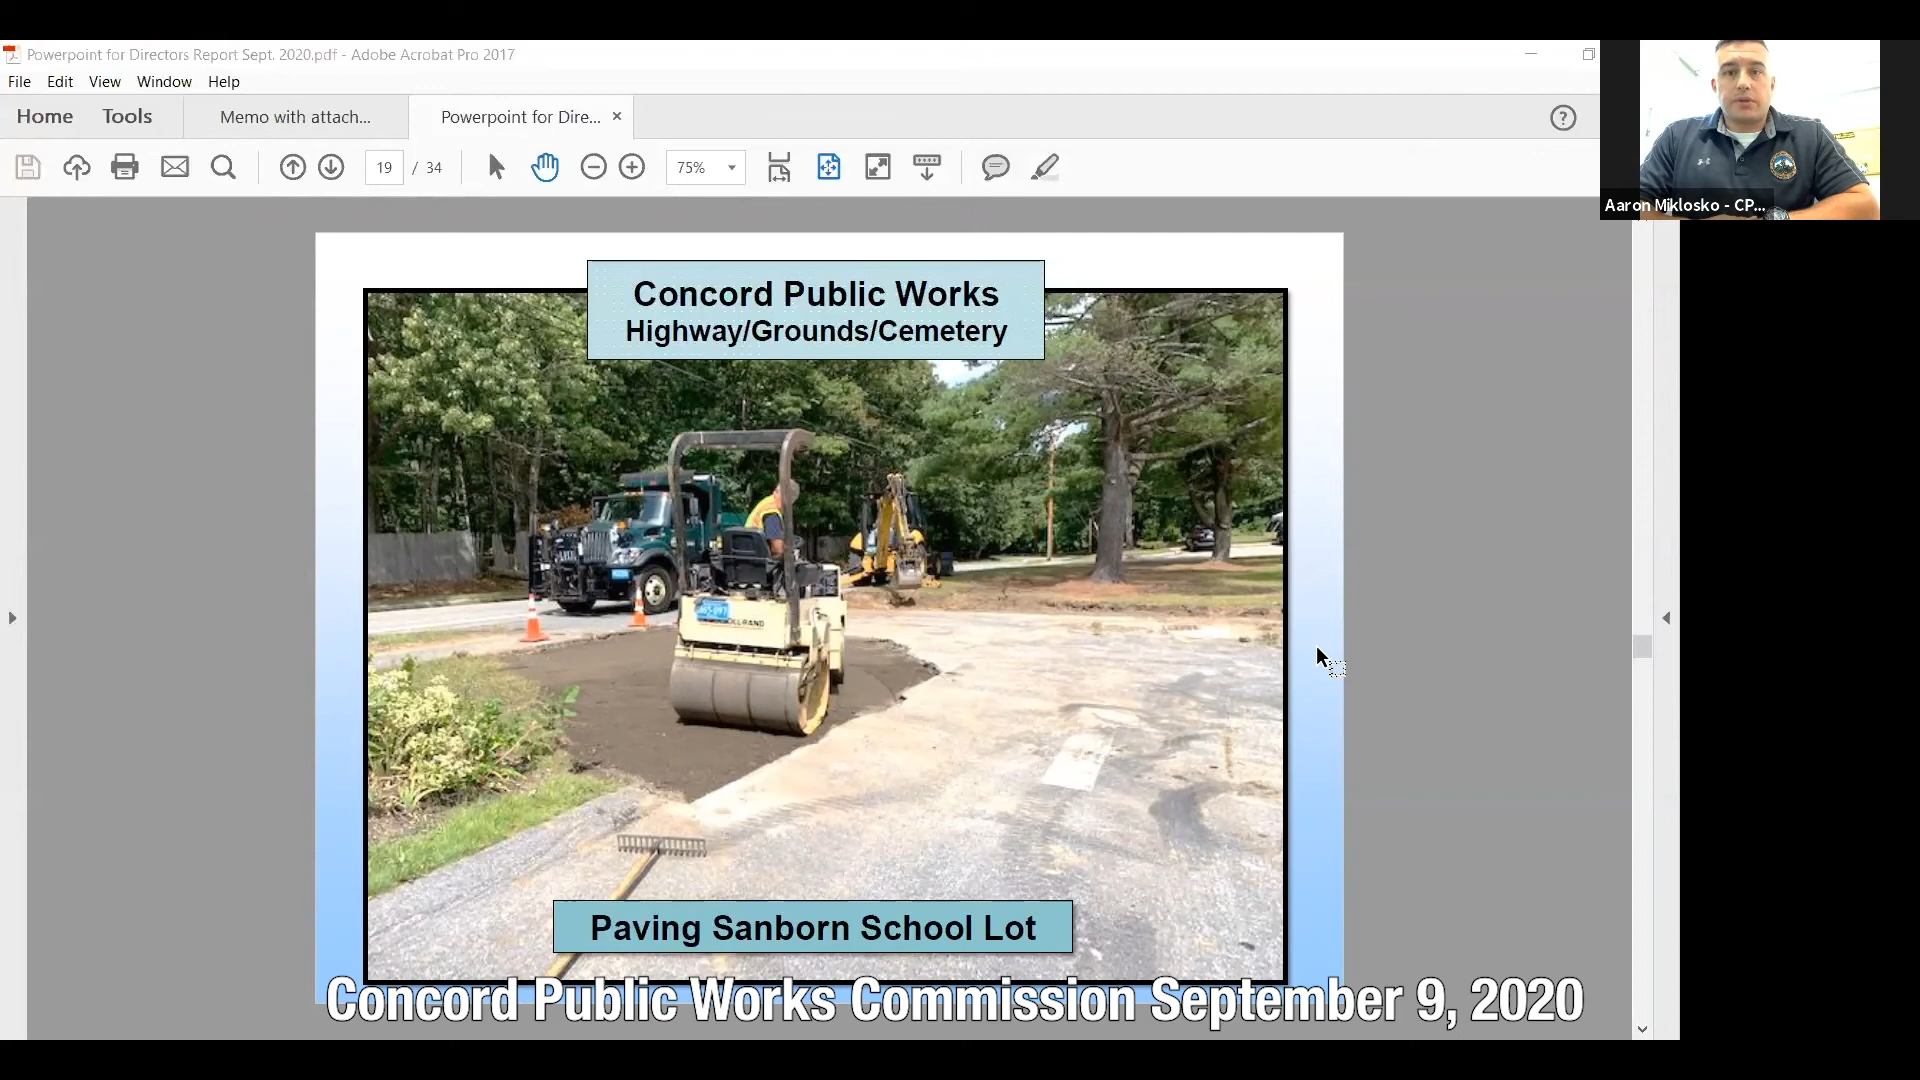 Powerpoint for Directors Report Sept. 2020.pdf - Adobe Acrobat Pro 2017
File Edit View Window Help
Home Tools Memo with attach... Powerpoint for Dire... ×
19 / 34 75%
Aaron Miklosko - CP...
Concord Public Works
Highway/Grounds/Cemetery
Paving Sanborn School Lot
Concord Public Works Commission September 9, 2020